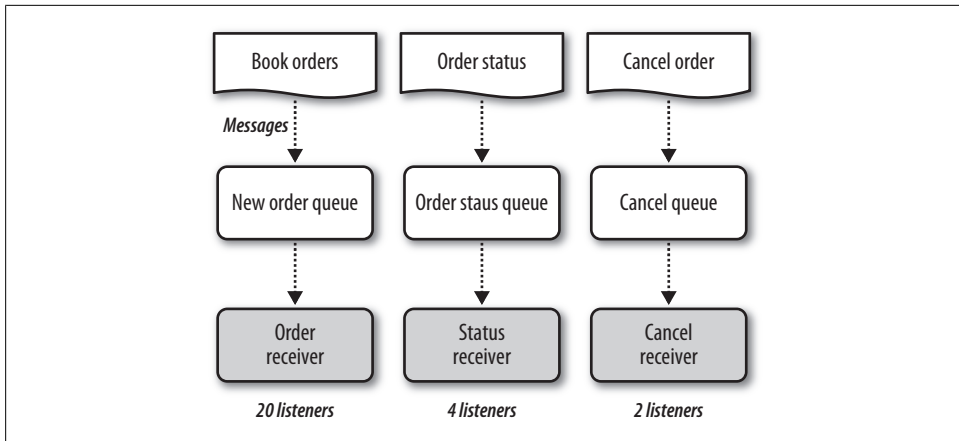 Book orders
Order status
Cancel order
Messages
New order queue
Order staus queue
Cancel queue
Order
receiver
Status
receiver
Cancel
receiver
20 listeners
4 listeners
2 listeners